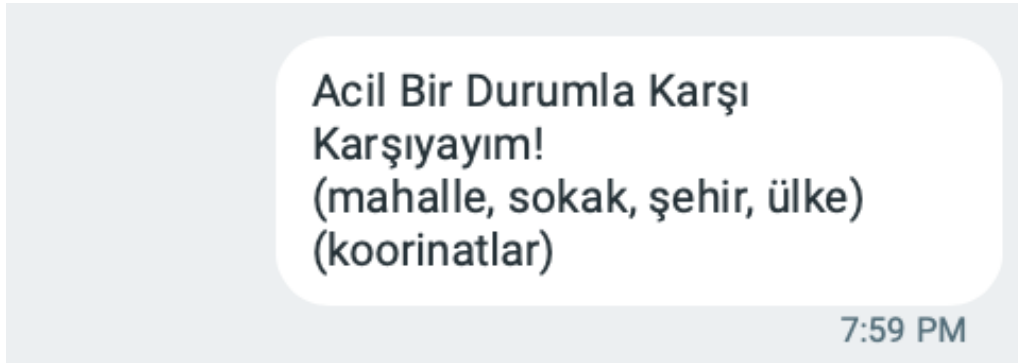 Acil Bir Durumla Karşı
Karşıyayım!
(mahalle, sokak, şehir, ülke)
(koorinatlar)
7:59 PM